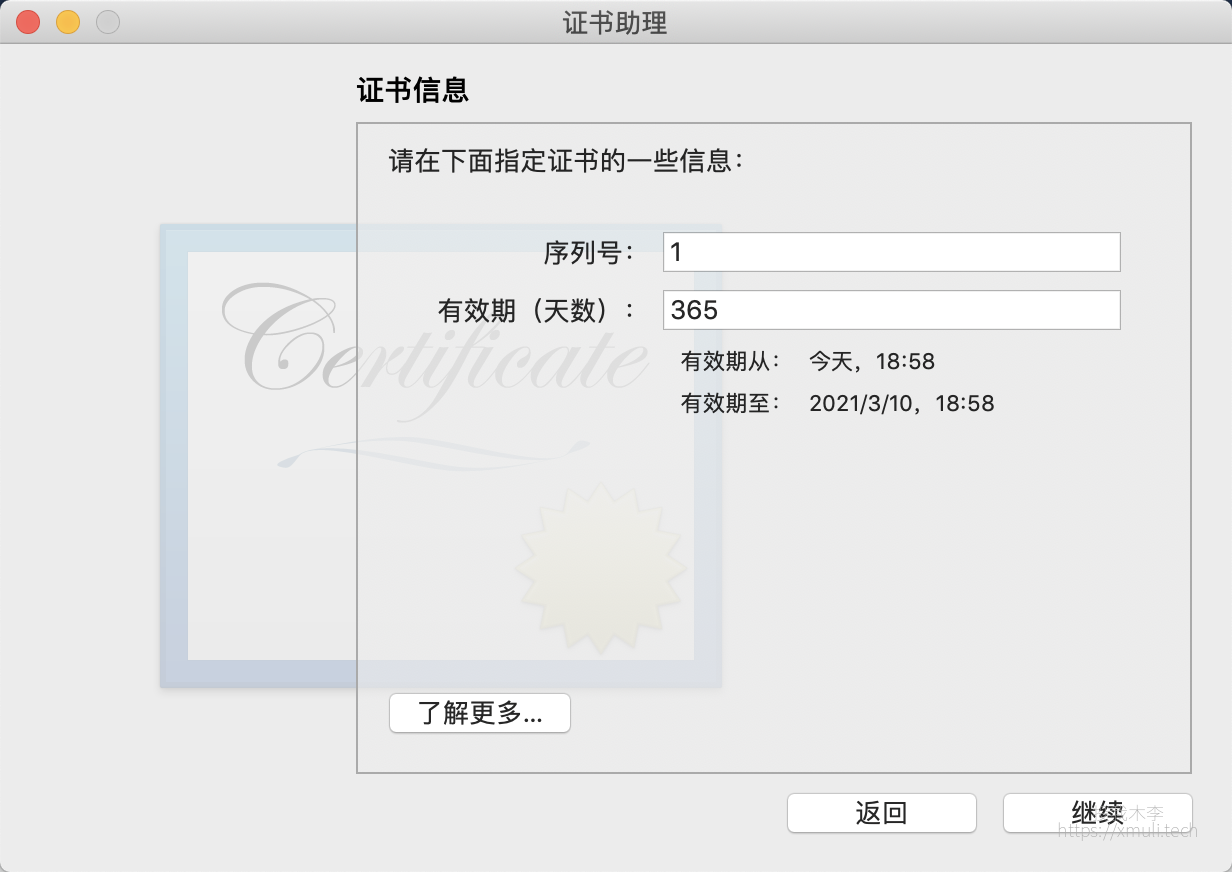 证书助理
证书信息
请在下面指定证书的一些信息：
序列号： 1
有效期（天数）： 365
有效期从： 今天，18:58
有效期至： 2021/3/10，18:58
Certificate
了解更多...
返回
继续
木李
https://xmuli.tech